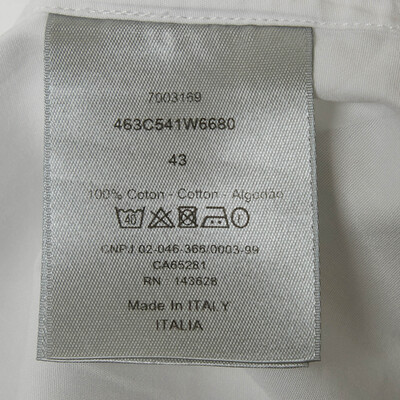 7003169
463C541W6680
43
100% Coton - Cotton - Algodão
40
CNPJ 02-046-366/0003-99
CA65281
RN 143628
Made In ITALY
ITALIA